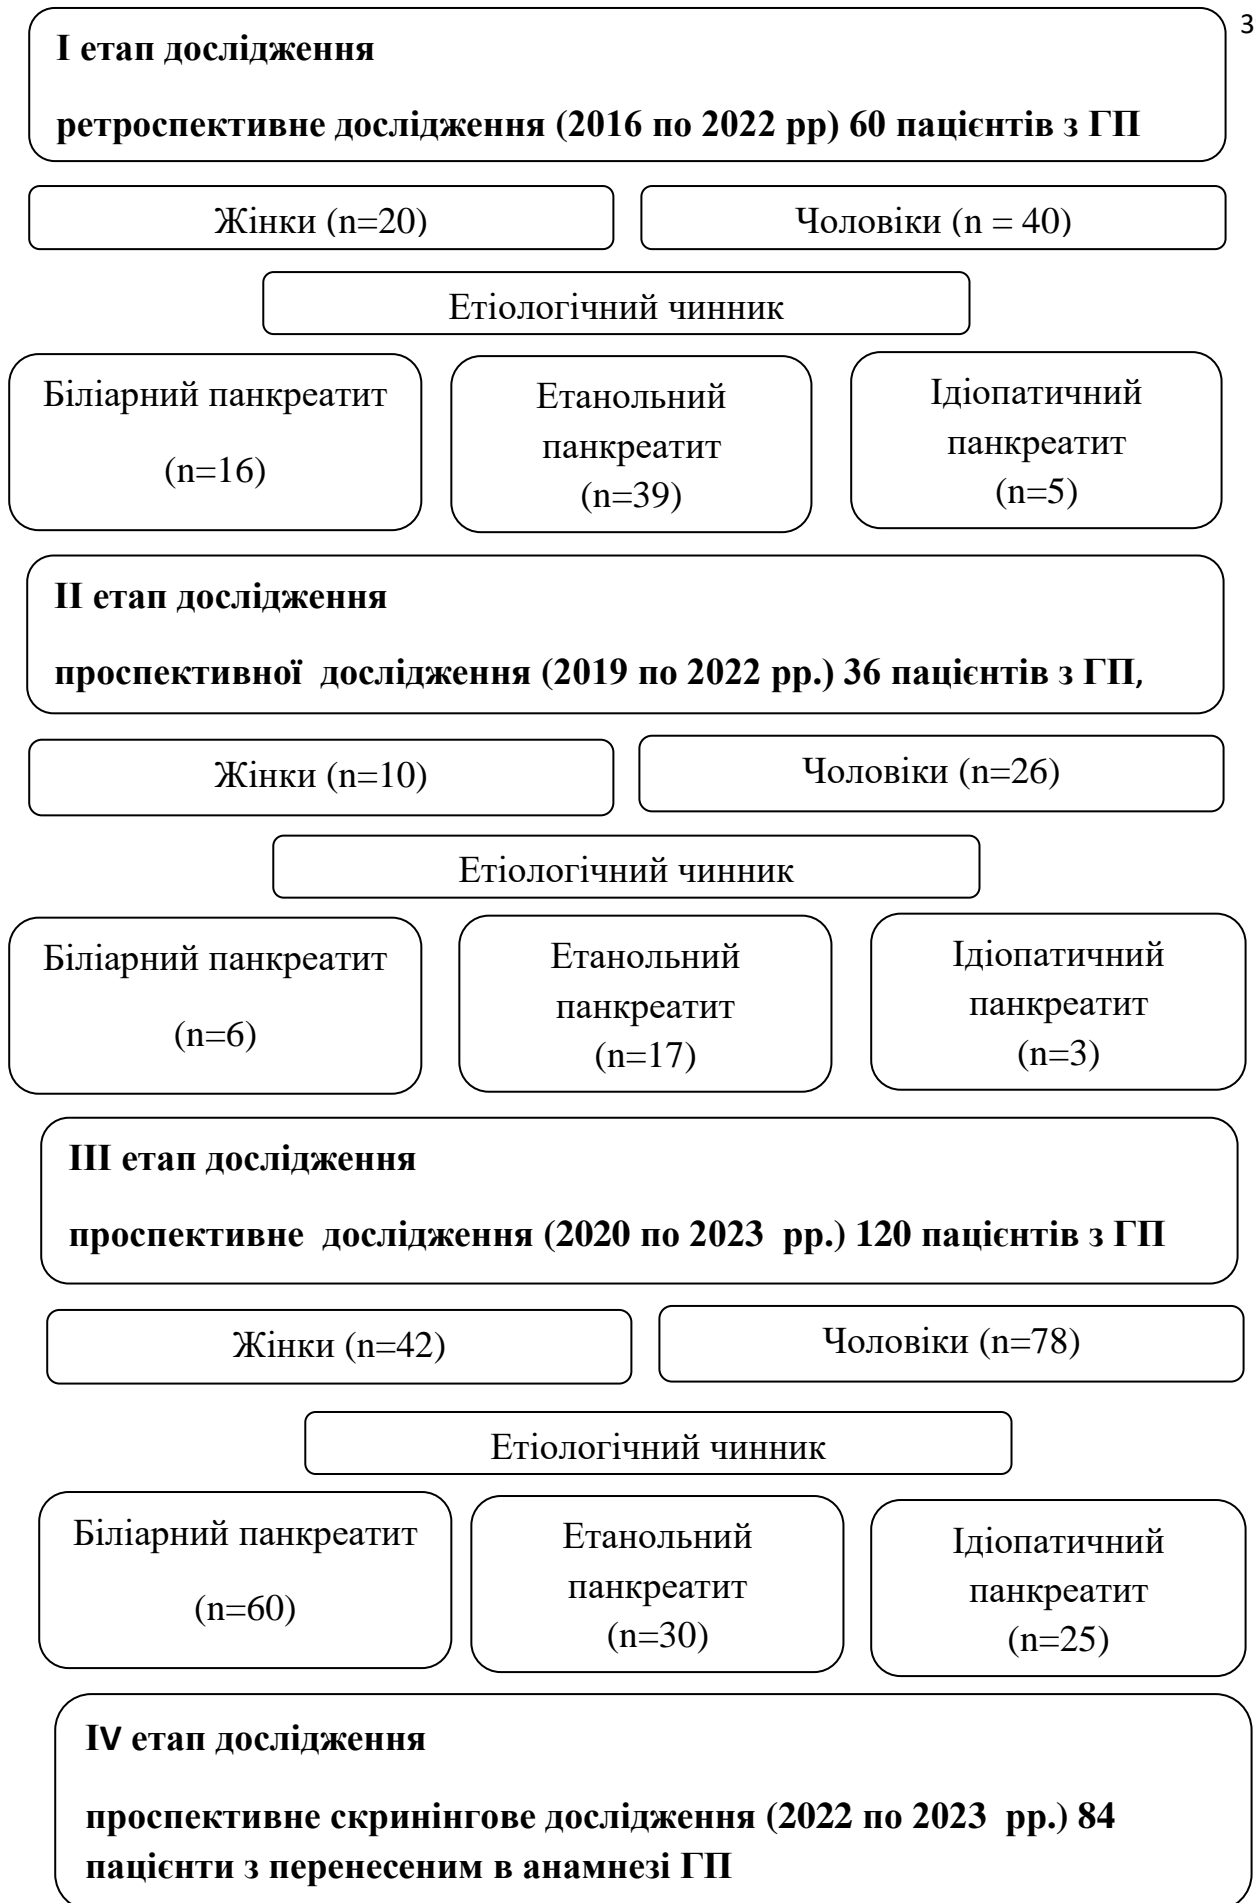 3
I етап дослідження
ретроспективне дослідження (2016 по 2022 рр) 60 пацієнтів з ГП
Жінки (n=20)
Чоловіки (n = 40)
Етіологічний чинник
Біліарний панкреатит
(n=16)
Етанольний
панкреатит
(n=39)
Ідіопатичний
панкреатит
(n=5)
II етап дослідження
проспективної дослідження (2019 по 2022 рр.) 36 пацієнтів з ГП,
Жінки (n=10)
Чоловіки (n=26)
Етіологічний чинник
Біліарний панкреатит
(n=6)
Етанольний
панкреатит
(n=17)
Ідіопатичний
панкреатит
(n=3)
III етап дослідження
проспективне дослідження (2020 по 2023 рр.) 120 пацієнтів з ГП
Жінки (n=42)
Чоловіки (n=78)
Етіологічний чинник
Біліарний панкреатит
(n=60)
Етанольний
панкреатит
(n=30)
Ідіопатичний
панкреатит
(n=25)
IV етап дослідження
проспективне скринінгове дослідження (2022 по 2023 рр.) 84
пацієнти з перенесеним в анамнезі ГП